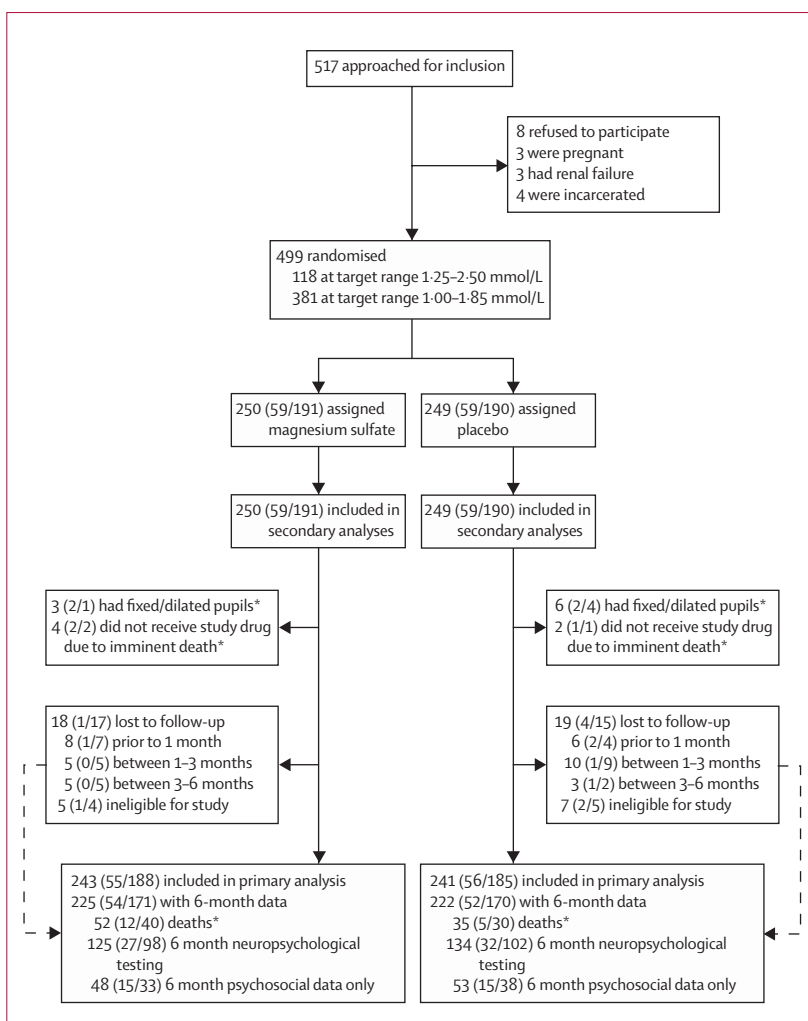 517 approached for inclusion
8 refused to participate
3 were pregnant
3 had renal failure
4 were incarcerated
499 randomised
118 at target range 1·25–2·50 mmol/L
381 at target range 1·00–1·85 mmol/L
250 (59/191) assigned
magnesium sulfate
249 (59/190) assigned
placebo
250 (59/191) included in
secondary analyses
249 (59/190) included in
secondary analyses
3 (2/1) had fixed/dilated pupils*
4 (2/2) did not receive study drug
due to imminent death*
6 (2/4) had fixed/dilated pupils*
2 (1/1) did not receive study drug
due to imminent death*
18 (1/17) lost to follow-up
8 (1/7) prior to 1 month
5 (0/5) between 1–3 months
5 (0/5) between 3–6 months
5 (1/4) ineligible for study
19 (4/15) lost to follow-up
6 (2/4) prior to 1 month
10 (1/9) between 1–3 months
3 (1/2) between 3–6 months
7 (2/5) ineligible for study
243 (55/188) included in primary analysis
225 (54/171) with 6-month data
52 (12/40) deaths*
125 (27/98) 6 month neuropsychological
testing
48 (15/33) 6 month psychosocial data only
241 (56/185) included in primary analysis
222 (52/170) with 6-month data
35 (5/30) deaths*
134 (32/102) 6 month neuropsychological
testing
53 (15/38) 6 month psychosocial data only